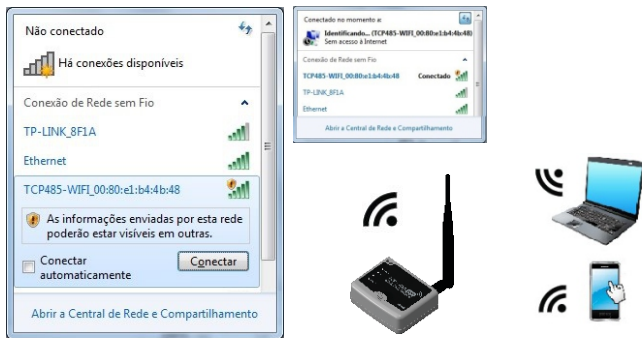 Não conectado
Há conexões disponíveis
Conexão de Rede sem Fio
TP-LINK_8F1A
Ethernet
TCP485-WIFI_00:80:e1:b4:4b:48
As informações enviadas por esta rede
poderão estar visíveis em outras.
Conectar
automaticamente
Conectar
Abrir a Central de Rede e Compartilhamento
Conectado no momento a:
Identificando... (TCP485-WIFI_00:80:e1:b4:4b:48)
Sem acesso à Internet
Conexão de Rede sem Fio
TCP485-WIFI_00:80:e1:b4:4b:48 Conectado
TP-LINK_8F1A
Ethernet
Abrir a Central de Rede e Compartilhamento